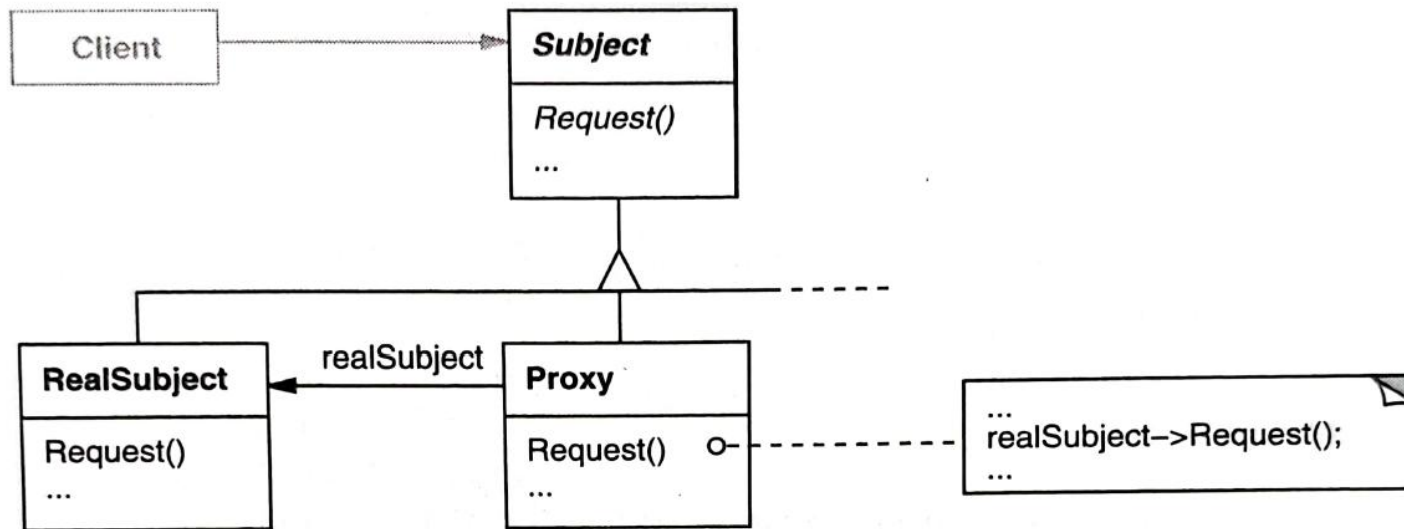 Client
Subject
Request()
...
realSubject
RealSubject
Proxy
Request()
...
Request()
...
...
realSubject–>Request();
...